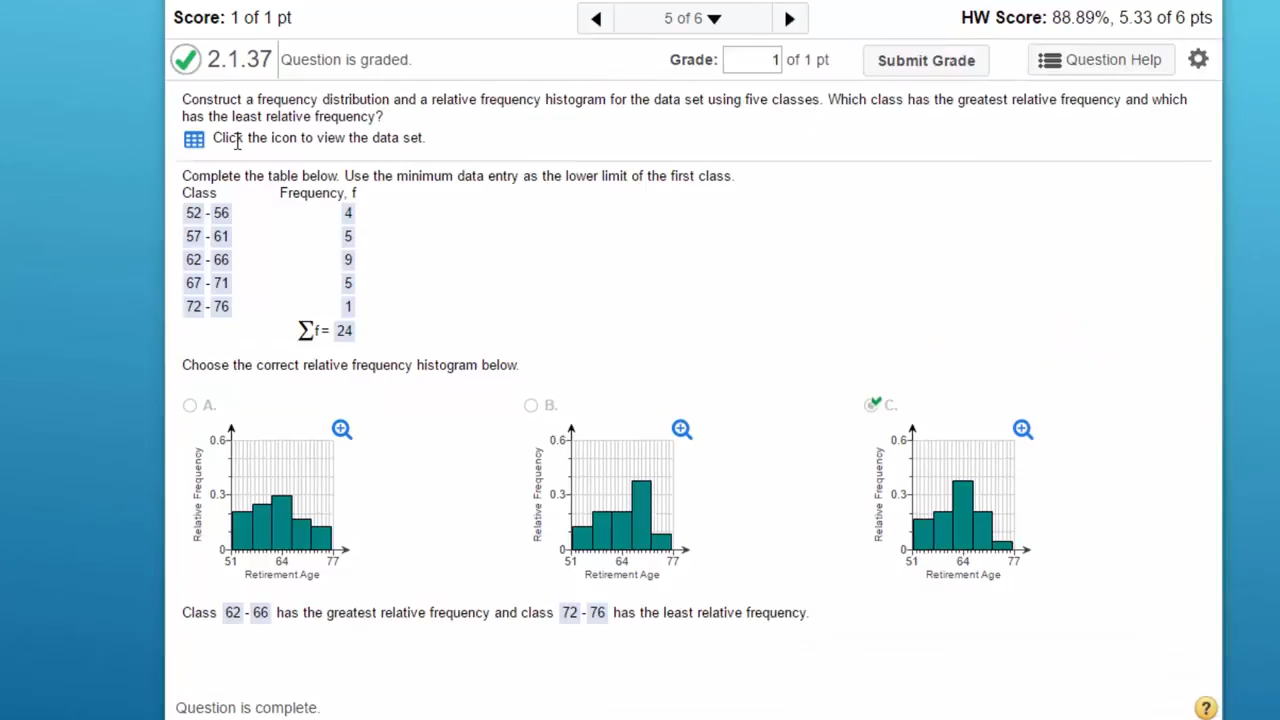 Score: 1 of 1 pt
5 of 6
HW Score: 88.89%, 5.33 of 6 pts
2.1.37 Question is graded.
Grade: 1 of 1 pt
Submit Grade
Question Help
Construct a frequency distribution and a relative frequency histogram for the data set using five classes. Which class has the greatest relative frequency and which
has the least relative frequency?
Click the icon to view the data set.
Complete the table below. Use the minimum data entry as the lower limit of the first class.
Class Frequency, f
52 - 56 4
57 - 61 5
62 - 66 9
67 - 71 5
72 - 76 1
∑f= 24
Choose the correct relative frequency histogram below.
A.
B.
C.
0.6
0.3
0
51 64 77
Relative Frequency
Retirement Age
0.6
0.3
0
51 64 77
Relative Frequency
Retirement Age
0.6
0.3
0
51 64 77
Relative Frequency
Retirement Age
Class 62 - 66 has the greatest relative frequency and class 72 - 76 has the least relative frequency.
Question is complete.
?